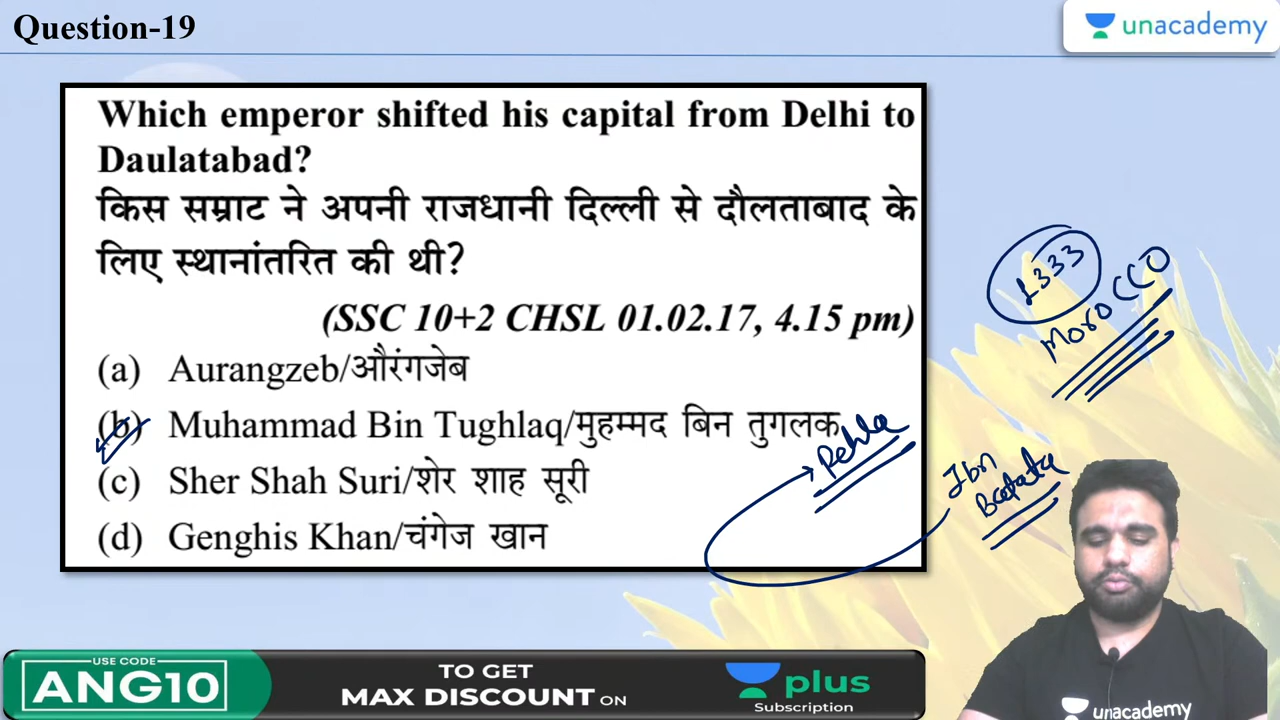 Question-19
unacademy
Which emperor shifted his capital from Delhi to
Daulatabad?
किस सम्राट ने अपनी राजधानी दिल्ली से दौलताबाद के
लिए स्थानांतरित की थी?
(SSC 10+2 CHSL 01.02.17, 4.15 pm)
(a) Aurangzeb/औरंगजेब
(b) Muhammad Bin Tughlaq/मुहम्मद बिन तुगलक
(c) Sher Shah Suri/शेर शाह सूरी
(d) Genghis Khan/चंगेज खान
1333
Morocco
Pehla
Ibn
Batuta
USE CODE
ANG10
TO GET
MAX DISCOUNT ON
plus
Subscription
unacademy